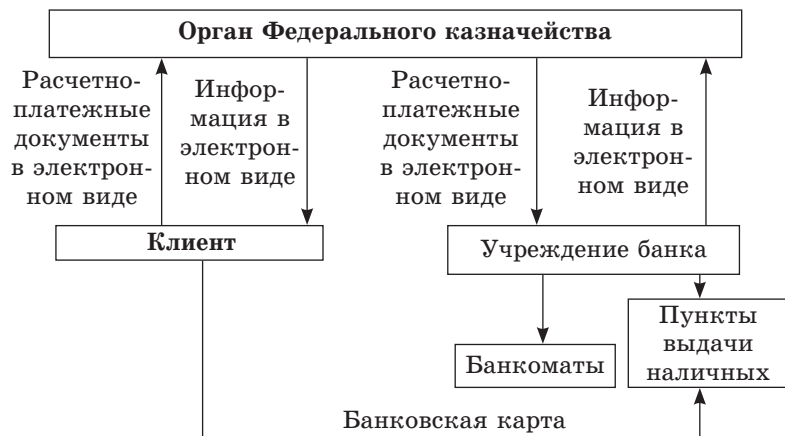 Орган Федерального казначейства
Расчетно-
платежные
документы
в электрон-
ном виде
Инфор-
мация в
электрон-
ном виде
Расчетно-
платежные
документы
в электрон-
ном виде
Инфор-
мация в
электрон-
ном виде
Клиент
Учреждение банка
Банкоматы
Пункты
выдачи
наличных
Банковская карта